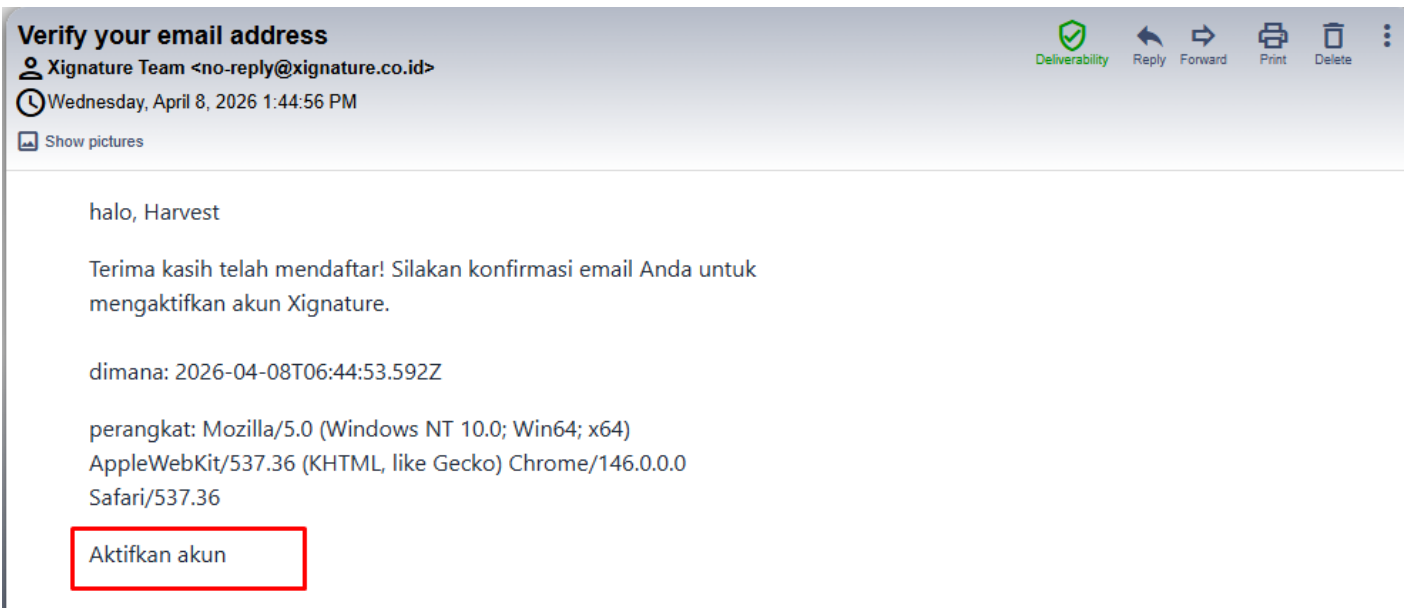 Verify your email address
Xignature Team <no-reply@xignature.co.id>
Wednesday, April 8, 2026 1:44:56 PM
Show pictures
Deliverability
Reply
Forward
Print
Delete
halo, Harvest
Terima kasih telah mendaftar! Silakan konfirmasi email Anda untuk
mengaktifkan akun Xignature.
dimana: 2026-04-08T06:44:53.592Z
perangkat: Mozilla/5.0 (Windows NT 10.0; Win64; x64)
AppleWebKit/537.36 (KHTML, like Gecko) Chrome/146.0.0.0
Safari/537.36
Aktifkan akun